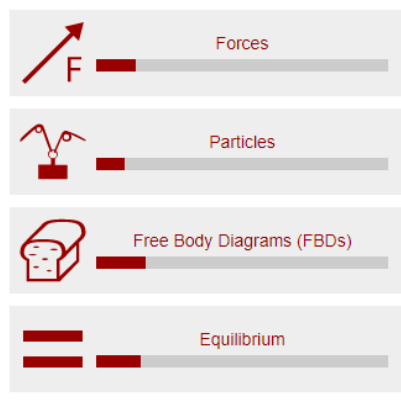 F
Forces
Particles
Free Body Diagrams (FBDs)
Equilibrium